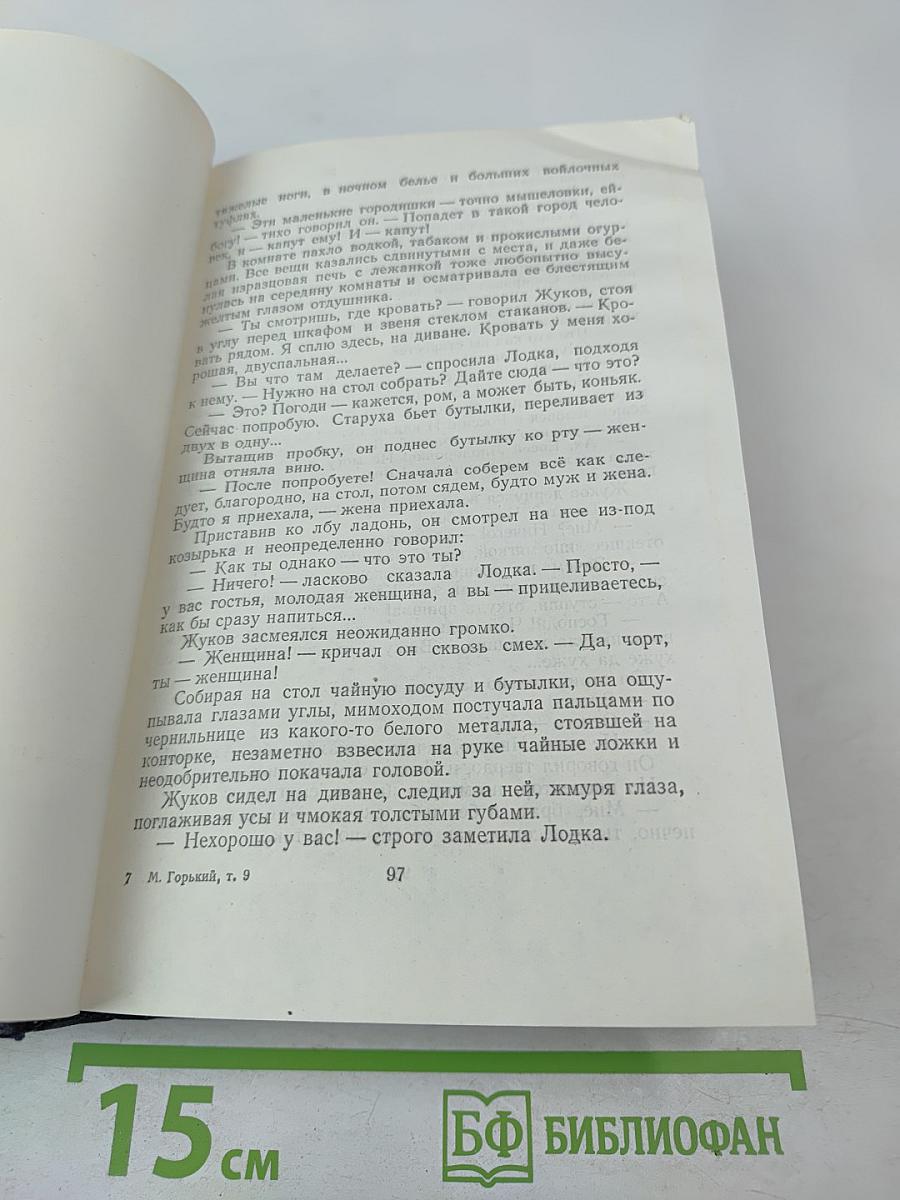 тяжелые ноги, в ночном белье и больших войлочных
туфлях.
— Эти маленькие городишки — точно мышеловки, ей-
богу! — тихо говорил он. — Попадет в такой город чело-
век, и — капут ему! И — капут!
В комнате пахло водкой, табаком и прокислыми огур-
цами. Все вещи казались сдвинутыми с места, и даже бе-
лая изразцовая печь с лежанкой тоже любопытно высу-
нулась на середину комнаты и осматривала ее блестящим
желтым глазом отдушника.
— Ты смотришь, где кровать? — говорил Жуков, стоя
в углу перед шкафом и звеня стеклом стаканов. — Кро-
вать рядом. Я сплю здесь, на диване. Кровать у меня хо-
рошая, двуспальная...
— Вы что там делаете? — спросила Лодка, подходя
к нему. — Нужно на стол собрать? Дайте сюда — что это?
— Это? Погоди — кажется, ром, а может быть, коньяк.
Сейчас попробую. Старуха бьет бутылки, переливает из
двух в одну...
Вытащив пробку, он поднес бутылку ко рту — жен-
щина отняла вино.
— После попробуете! Сначала соберем всё как сле-
дует, благородно, на стол, потом сядем, будто муж и жена.
Будто я приехала, — жена приехала.
Приставив ко лбу ладонь, он смотрел на нее из-под
козырька и неопределенно говорил:
— Как ты однако — что это ты?
— Ничего! — ласково сказала Лодка. — Просто, —
у вас гостья, молодая женщина, а вы — прицеливаетесь,
как бы сразу напиться...
Жуков засмеялся неожиданно громко.
— Женщина! — кричал он сквозь смех. — Да, чорт,
ты — женщина!
Собирая на стол чайную посуду и бутылки, она ощу-
пывала глазами углы, мимоходом постучала пальцами по
чернильнице из какого-то белого металла, стоявшей на
конторке, незаметно взвесила на руке чайные ложки и
неодобрительно покачала головой.
Жуков сидел на диване, следил за ней, жмуря глаза,
поглаживая усы и чмокая толстыми губами.
— Нехорошо у вас! — строго заметила Лодка.
7 М. Горький, т. 9 97
15 см БФ БИБЛИОФАН